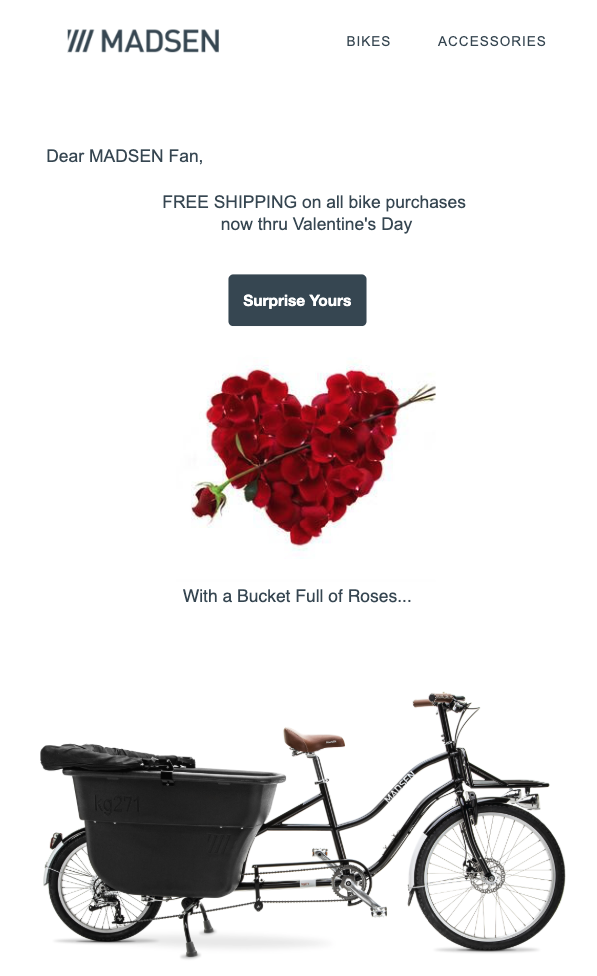 MADSEN
BIKES
ACCESSORIES
Dear MADSEN Fan,
FREE SHIPPING on all bike purchases
now thru Valentine's Day
Surprise Yours
With a Bucket Full of Roses...
kg271
MADSEN